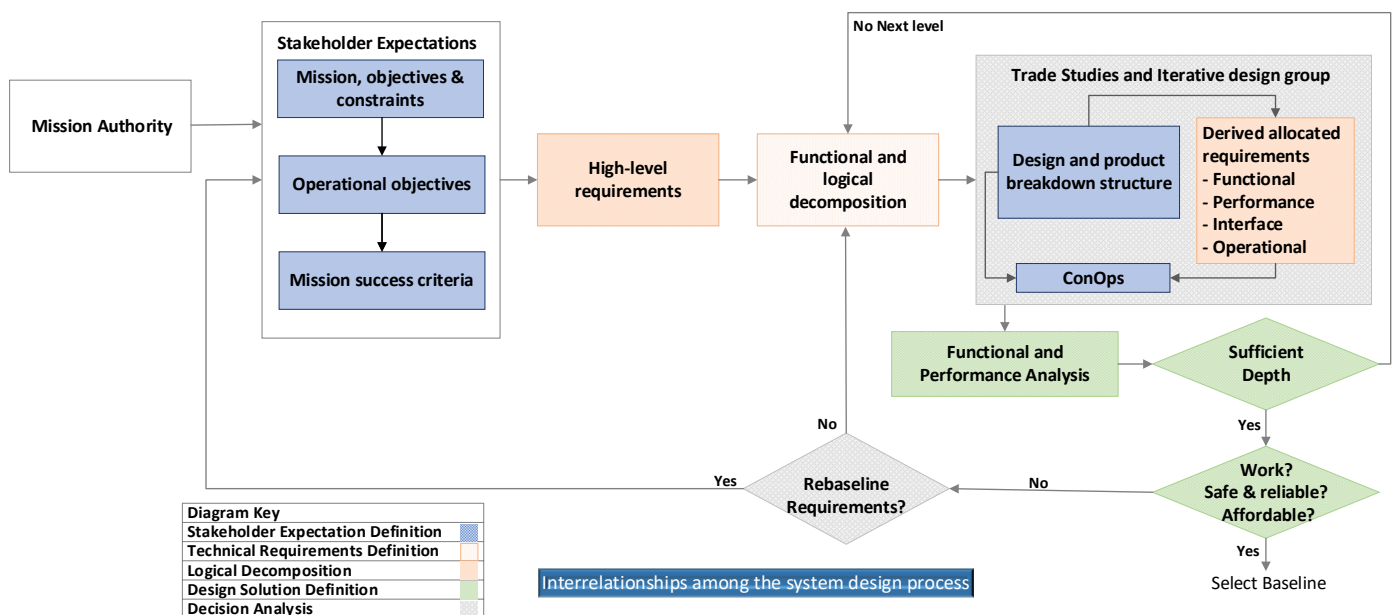 No Next level
Stakeholder Expectations
Mission, objectives &
constraints
Operational objectives
Mission success criteria
Mission Authority
High-level
requirements
Functional and
logical
decomposition
Trade Studies and Iterative design group
Design and product
breakdown structure
Derived allocated
requirements
- Functional
- Performance
- Interface
- Operational
ConOps
Functional and
Performance Analysis
Sufficient
Depth
Yes
Work?
Safe & reliable?
Affordable?
No
Yes
Select Baseline
Rebaseline
Requirements?
No
Yes
Diagram Key
Stakeholder Expectation Definition
Technical Requirements Definition
Logical Decomposition
Design Solution Definition
Decision Analysis
Interrelationships among the system design process